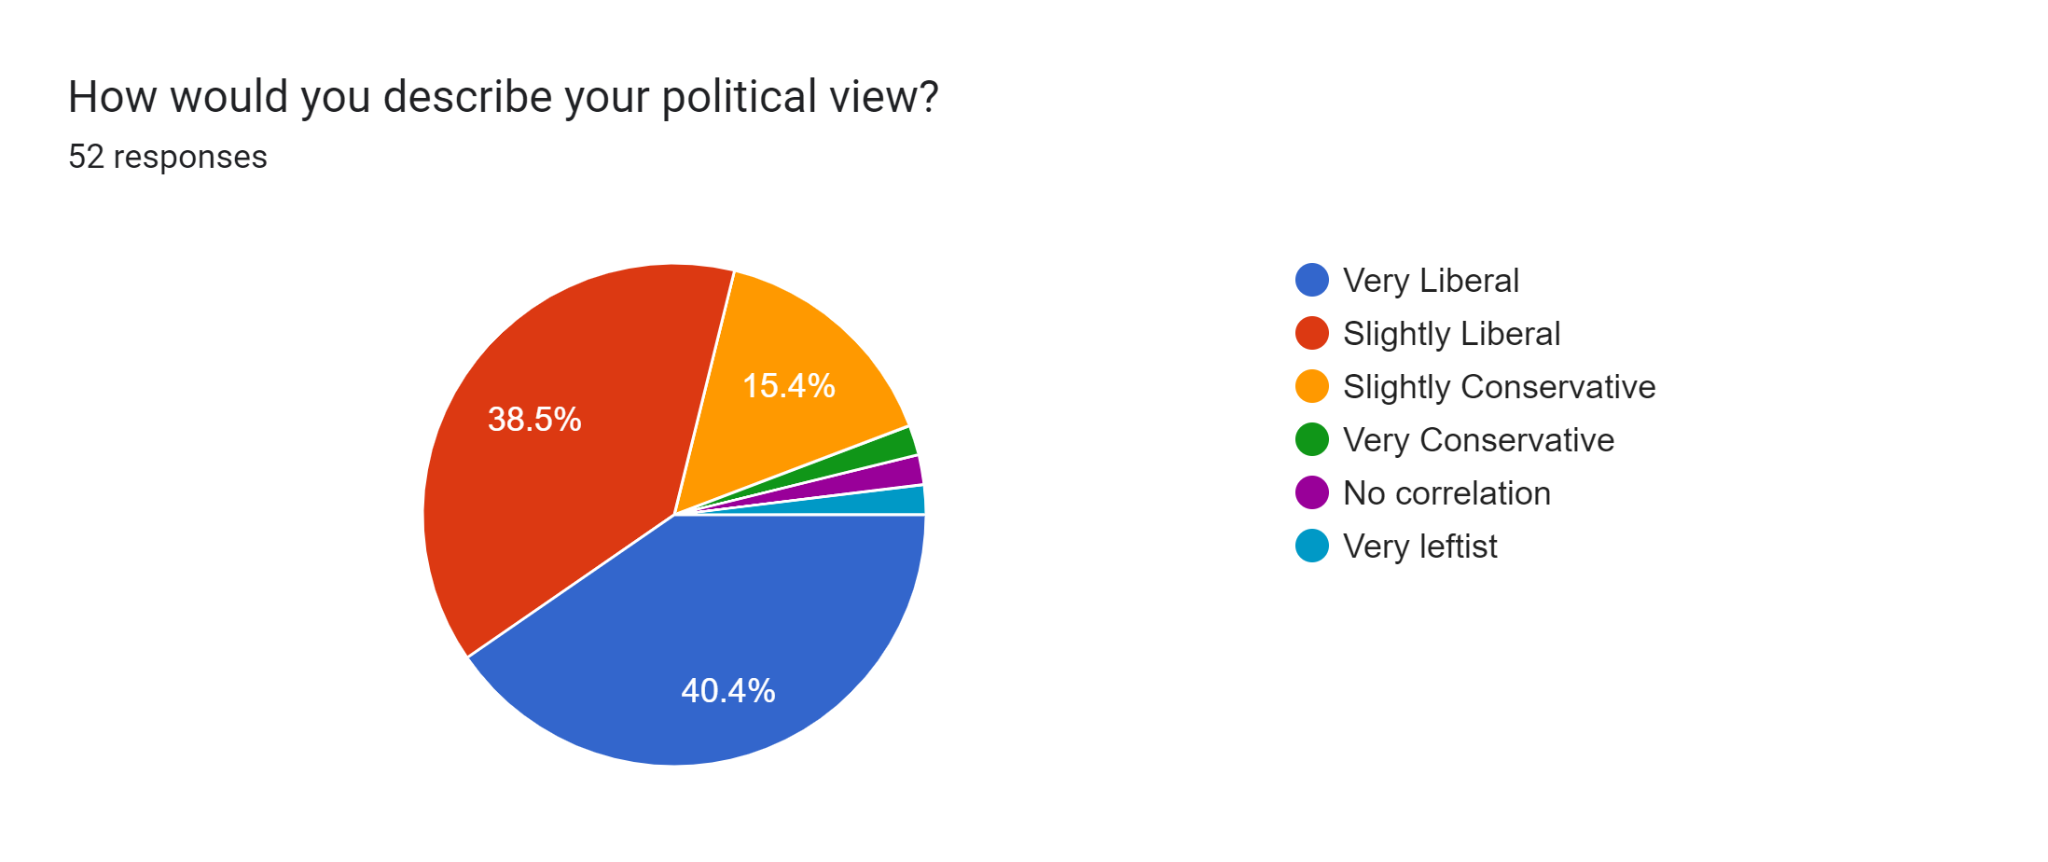 How would you describe your political view?
52 responses
15.4%
38.5%
40.4%
Very Liberal
Slightly Liberal
Slightly Conservative
Very Conservative
No correlation
Very leftist